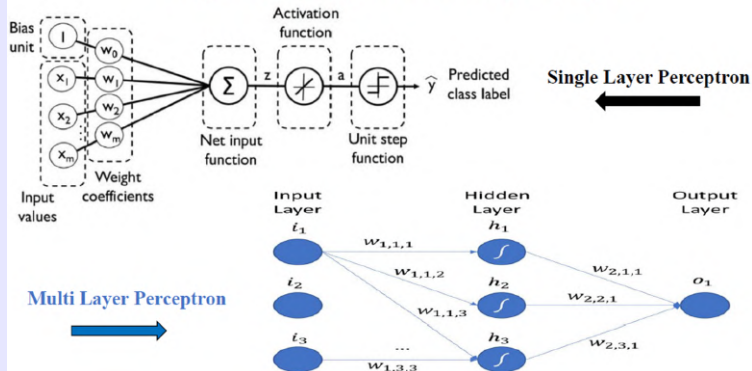 Activation
function
Bias
unit
1
w₀
x₁
w₁
x₂
w₂
⋮
xₘ
wₘ
Σ
z
a
ŷ
Predicted
class label
Net input
function
Unit step
function
Weight
coefficients
Input
values
Single Layer Perceptron
Multi Layer Perceptron
Input
Layer
Hidden
Layer
Output
Layer
i₁
i₂
i₃
h₁
h₂
h₃
o₁
∫
∫
∫
w₁,₁,₁
w₁,₁,₂
w₁,₁,₃
...
w₁,₃,₃
w₂,₁,₁
w₂,₂,₁
w₂,₃,₁